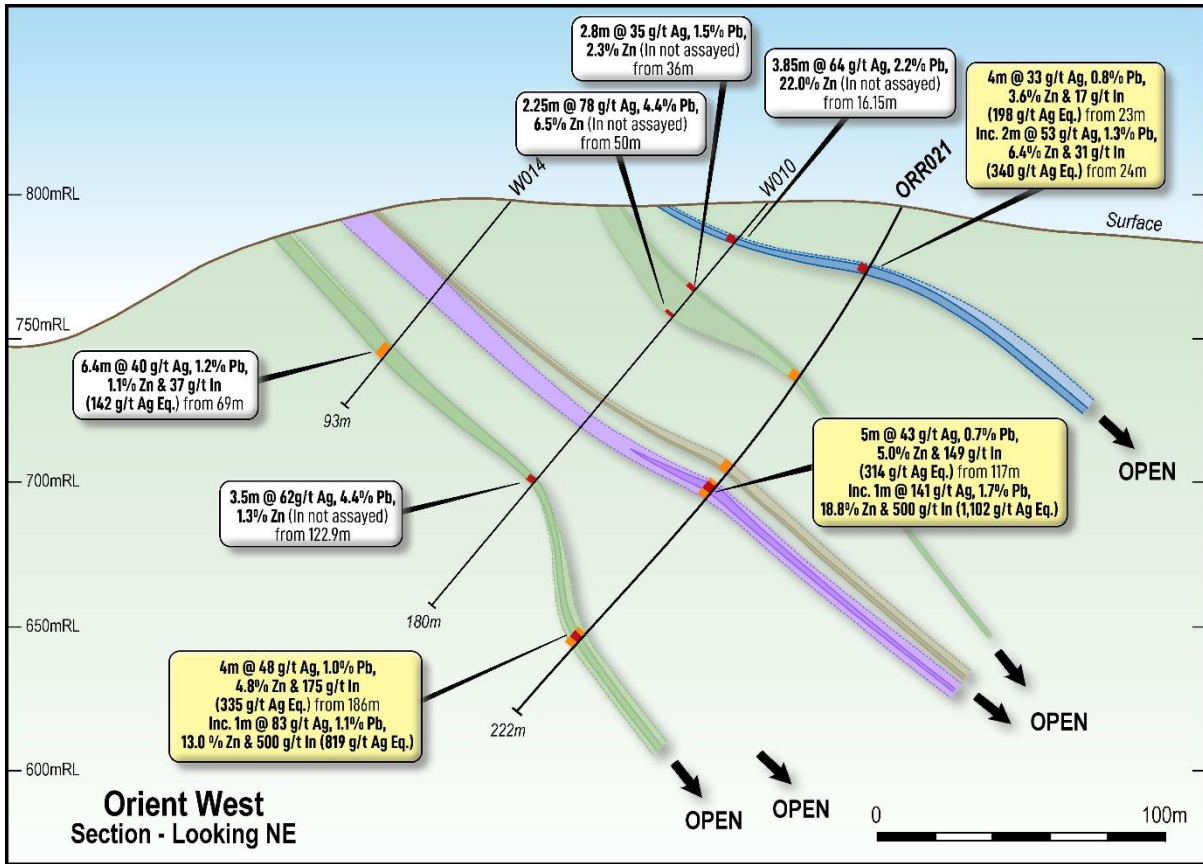 2.8m @ 35 g/t Ag, 1.5% Pb,
2.3% Zn (In not assayed)
from 36m
3.85m @ 64 g/t Ag, 2.2% Pb,
22.0% Zn (In not assayed)
from 16.15m
4m @ 33 g/t Ag, 0.8% Pb,
3.6% Zn & 17 g/t In
(198 g/t Ag Eq.) from 23m
Inc. 2m @ 53 g/t Ag, 1.3% Pb,
6.4% Zn & 31 g/t In
(340 g/t Ag Eq.) from 24m
2.25m @ 78 g/t Ag, 4.4% Pb,
6.5% Zn (In not assayed)
from 50m
W014
W010
ORR021
800mRL
Surface
750mRL
6.4m @ 40 g/t Ag, 1.2% Pb,
1.1% Zn & 37 g/t In
(142 g/t Ag Eq.) from 69m
93m
5m @ 43 g/t Ag, 0.7% Pb,
5.0% Zn & 149 g/t In
(314 g/t Ag Eq.) from 117m
Inc. 1m @ 141 g/t Ag, 1.7% Pb,
18.8% Zn & 500 g/t In (1,102 g/t Ag Eq.)
OPEN
700mRL
3.5m @ 62g/t Ag, 4.4% Pb,
1.3% Zn (In not assayed)
from 122.9m
180m
650mRL
4m @ 48 g/t Ag, 1.0% Pb,
4.8% Zn & 175 g/t In
(335 g/t Ag Eq.) from 186m
Inc. 1m @ 83 g/t Ag, 1.1% Pb,
13.0 % Zn & 500 g/t In (819 g/t Ag Eq.)
222m
OPEN
600mRL
OPEN
OPEN
Orient West
Section - Looking NE
0
100m